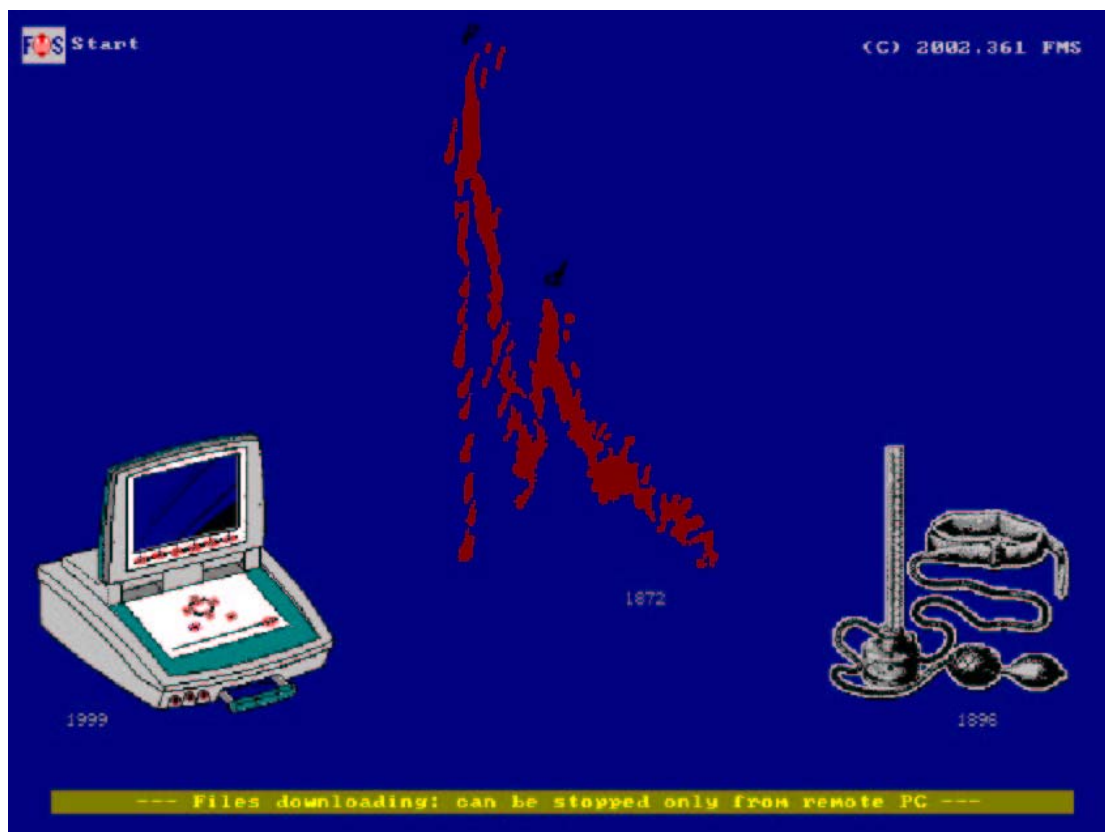 FMS Start
(C) 2002.361 FMS
1872
1999
1896
--- Files downloading: can be stopped only from remote PC ---